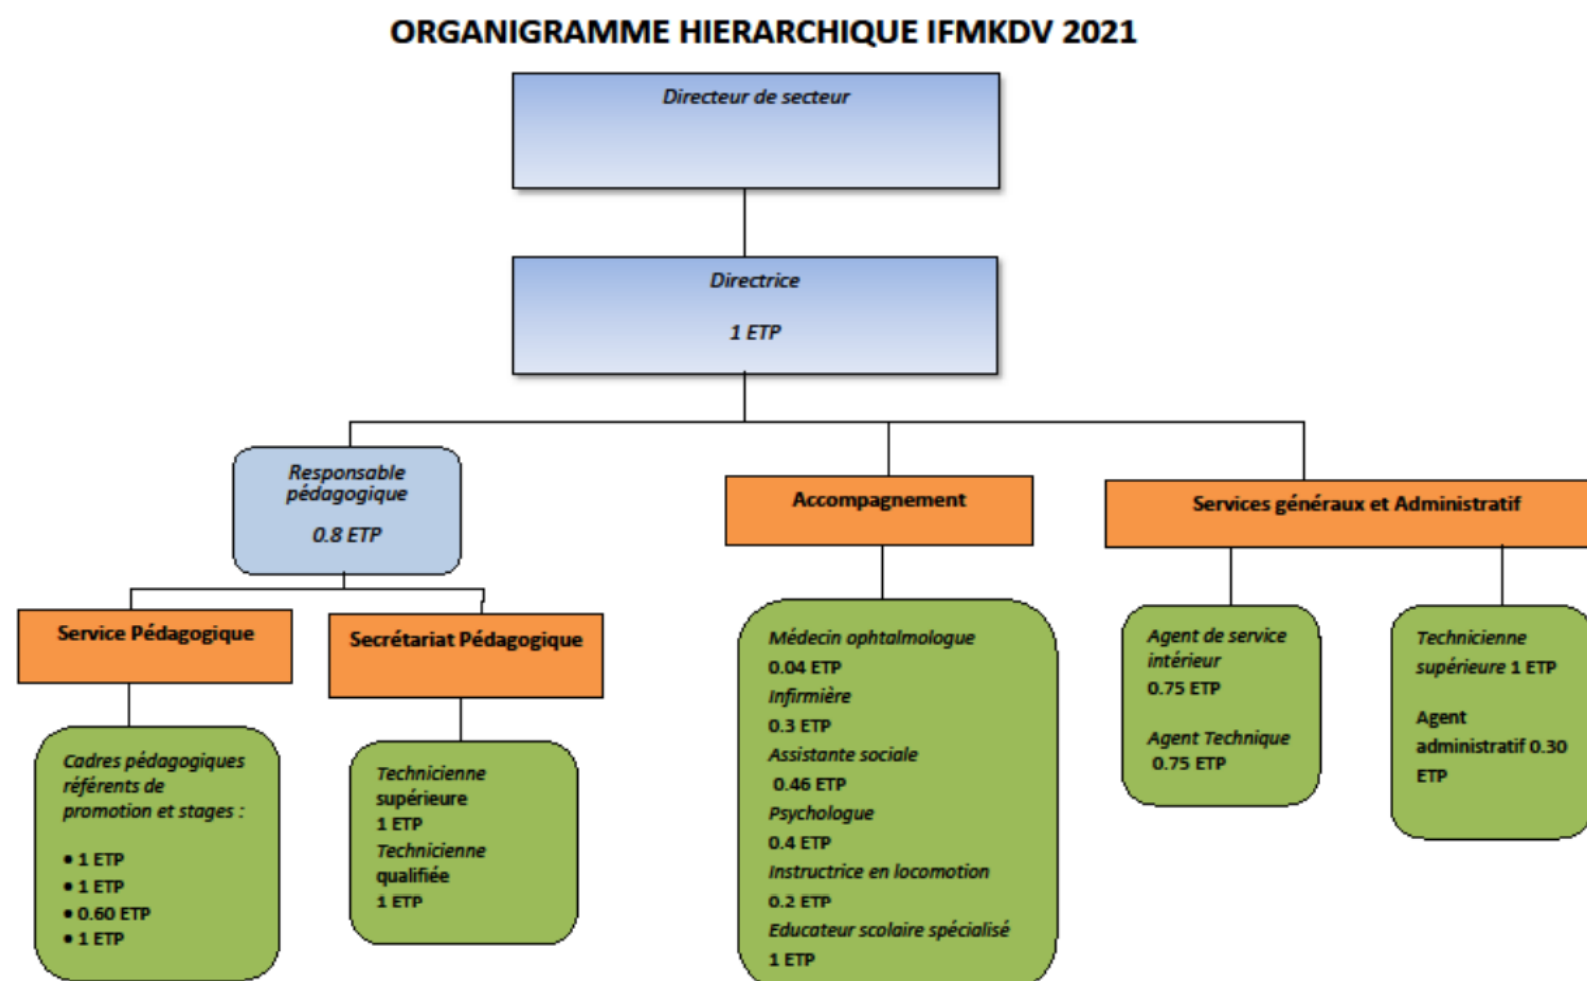 ORGANIGRAMME HIERARCHIQUE IFMKDV 2021
Directeur de secteur
Directrice
1 ETP
Responsable
pédagogique
0.8 ETP
Accompagnement
Services généraux et Administratif
Service Pédagogique
Secrétariat Pédagogique
Cadres pédagogiques
référents de
promotion et stages :
• 1 ETP
• 1 ETP
• 0.60 ETP
• 1 ETP
Technicienne
supérieure
1 ETP
Technicienne
qualifiée
1 ETP
Médecin ophtalmologue
0.04 ETP
Infirmière
0.3 ETP
Assistante sociale
0.46 ETP
Psychologue
0.4 ETP
Instructrice en locomotion
0.2 ETP
Educateur scolaire spécialisé
1 ETP
Agent de service
intérieur
0.75 ETP
Agent Technique
0.75 ETP
Technicienne
supérieure 1 ETP
Agent
administratif 0.30
ETP